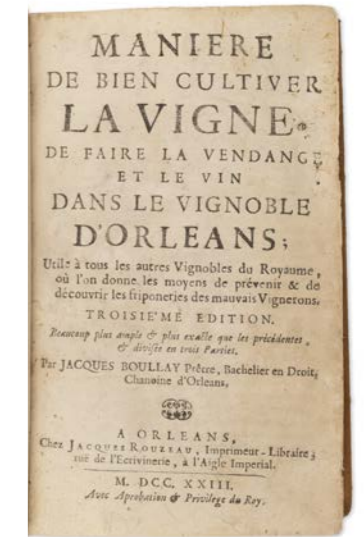 MANIERE
DE BIEN CULTIVER
LA VIGNE.
DE FAIRE LA VENDANGE
ET LE VIN
DANS LE VIGNOBLE
D'ORLEANS;
Utile à tous les autres Vignobles du Royaume,
où l'on donne les moyens de prévenir & de
découvrir les friponeries des mauvais Vignerons.
TROISIE'ME EDITION.
Beaucoup plus ample & plus exacte que les précédentes,
& divisée en trois Parties.
Par JACQUES BOULLAY Prêtre, Bachelier en Droit,
Chanoine d'Orleans,
A ORLEANS,
Chez JACQUES ROUZEAU, Imprimeur-Libraire;
ruë de l'Ecrivinerie, à l'Aigle Imperial.
M. DCC. XXIII.
Avec Aprobation & Privilege du Roy.